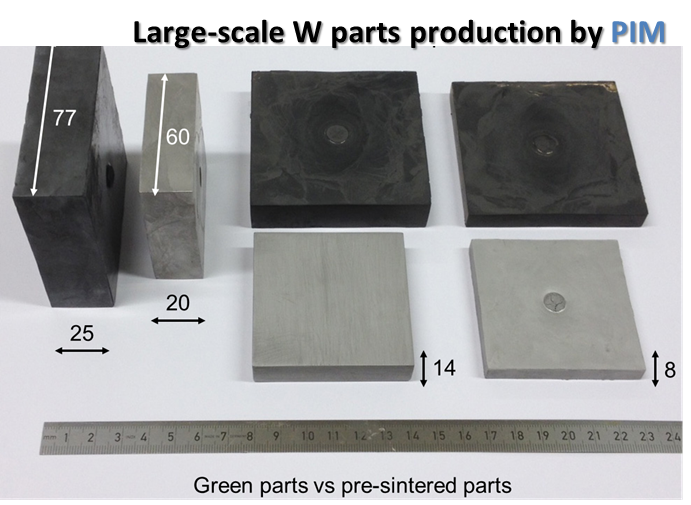 Large-scale W parts production by PIM
77
60
20
25
14
8
mm 1 2 3 4 5 6 7 8 9 10 11 12 13 14 15 16 17 18 19 20 21 22 23 24
Green parts vs pre-sintered parts